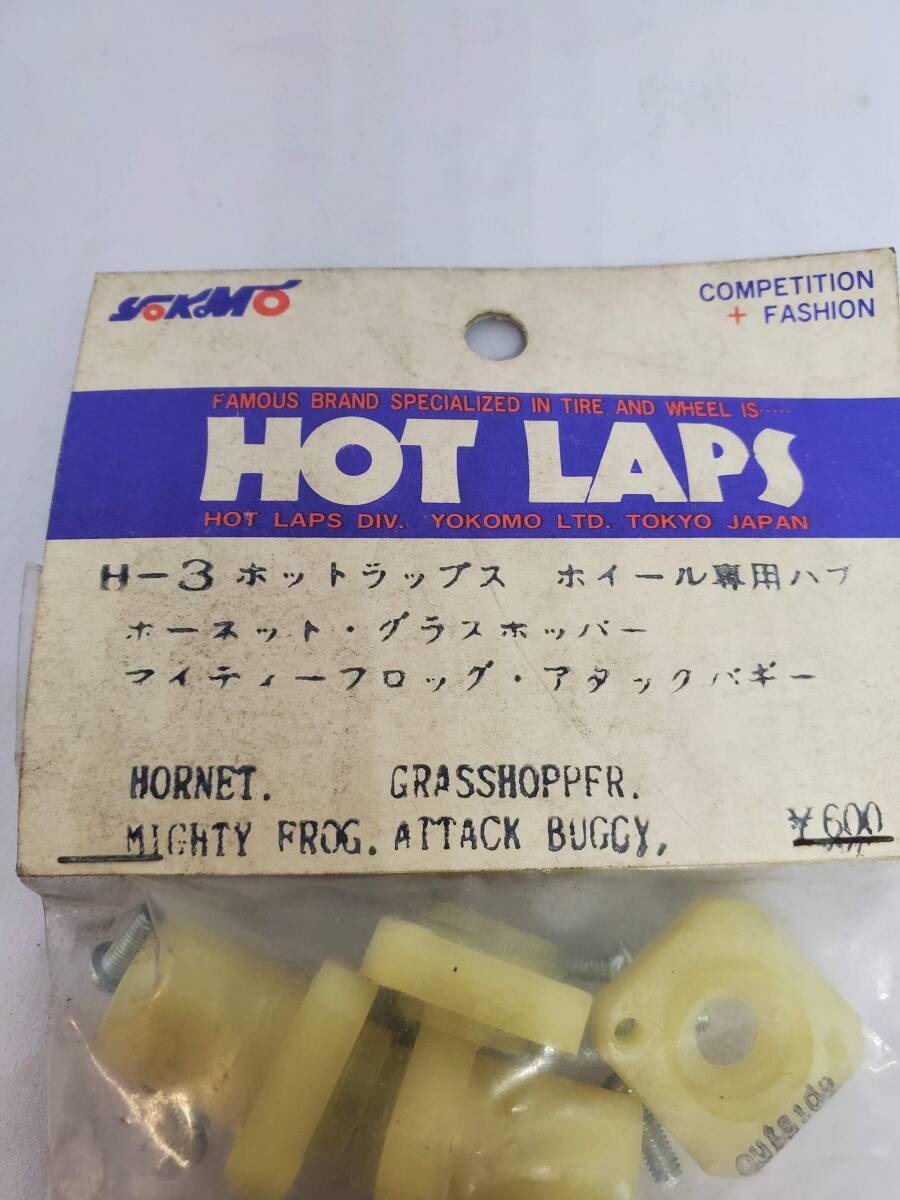 YOKOMO
COMPETITION
+ FASHION
FAMOUS BRAND SPECIALIZED IN TIRE AND WHEEL IS·····
HOT LAPS
HOT LAPS DIV. YOKOMO LTD. TOKYO JAPAN
H-3 ホットラップス ホイール専用ハブ
ホーネット・グラスホッパー
マイティーフロッグ・アタックバギー
HORNET. GRASSHOPPER.
MIGHTY FROG. ATTACK BUGGY,
¥600
outside